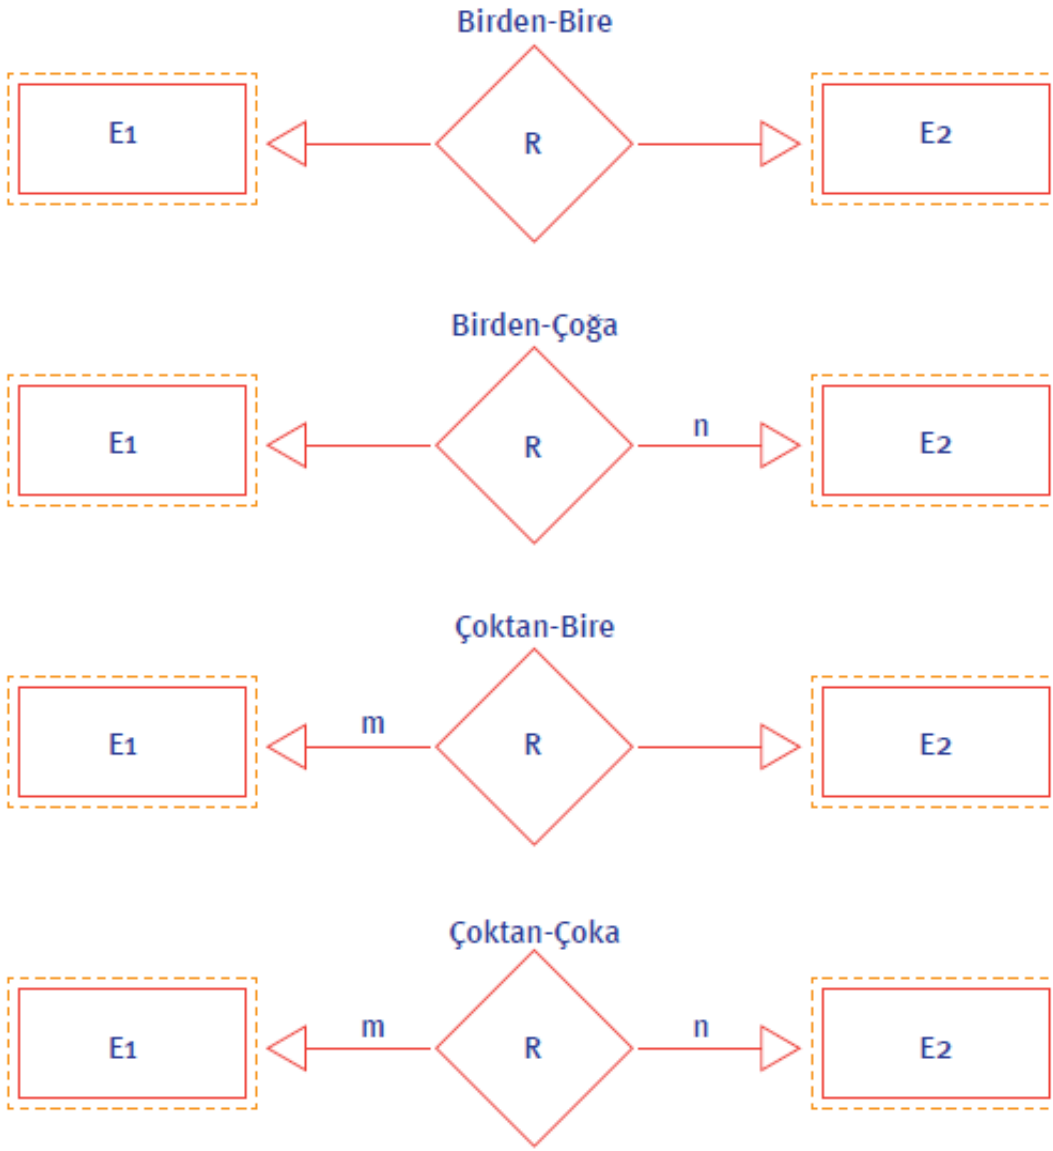 Birden-Bire
E1
R
E2
Birden-Çoğa
E1
R
n
E2
Çoktan-Bire
E1
m
R
E2
Çoktan-Çoka
E1
m
R
n
E2